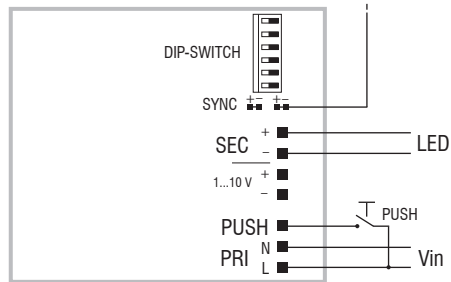 DIP-SWITCH
SYNC + − + −
SEC + −
LED
1...10 V + −
PUSH
PUSH
PRI N L
Vin